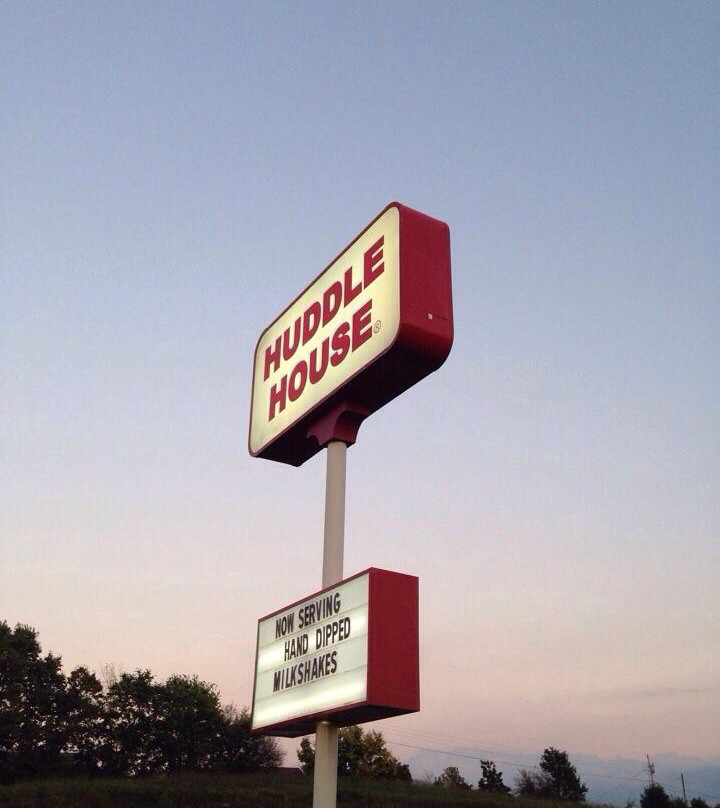 HUDDLE
HOUSE®
NOW SERVING
HAND DIPPED
MILKSHAKES